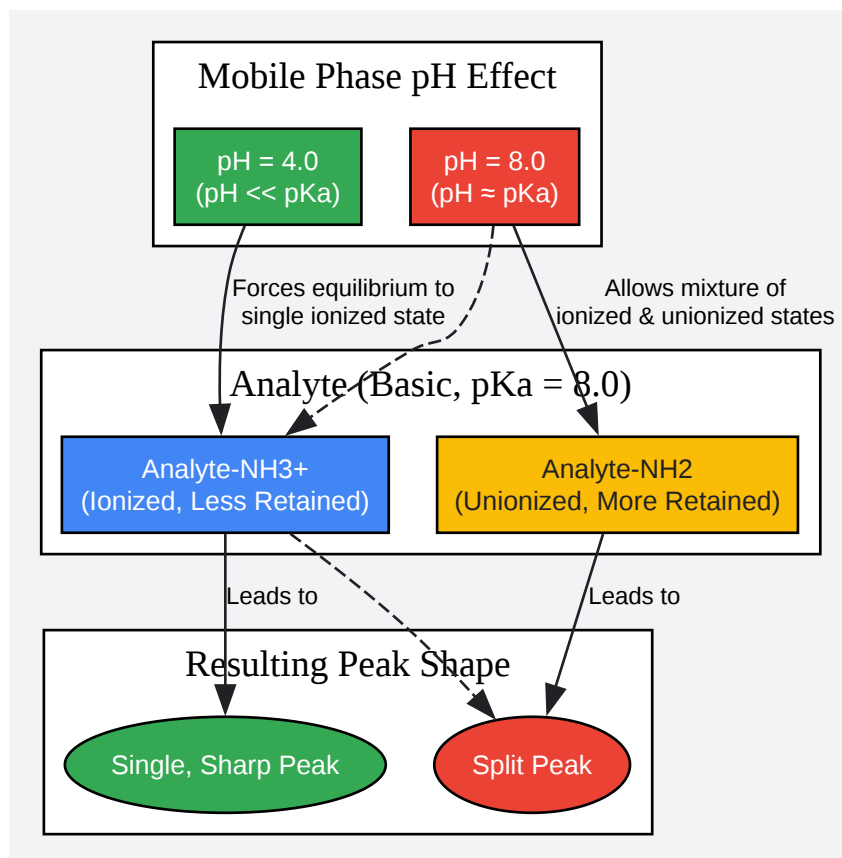 Mobile Phase pH Effect
pH = 4.0
(pH << pKa)
pH = 8.0
(pH ≈ pKa)
Forces equilibrium to
single ionized state
Allows mixture of
ionized & unionized states
Analyte (Basic, pKa = 8.0)
Analyte-NH3+
(Ionized, Less Retained)
Analyte-NH2
(Unionized, More Retained)
Leads to
Leads to
Resulting Peak Shape
Single, Sharp Peak
Split Peak